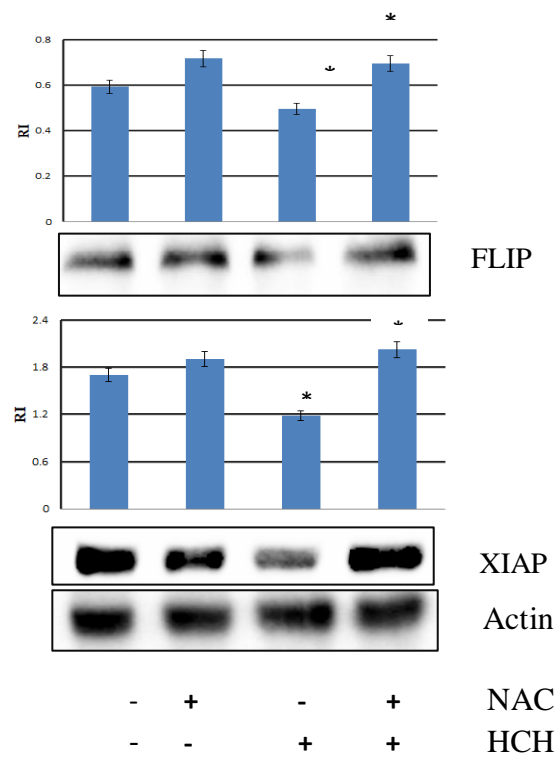 *
0.8
*
0.6
0.4
RI
0.2
0
FLIP
2.4
*
1.8
*
1.2
RI
0.6
0
XIAP
Actin
- + - + NAC
- - + + HCH